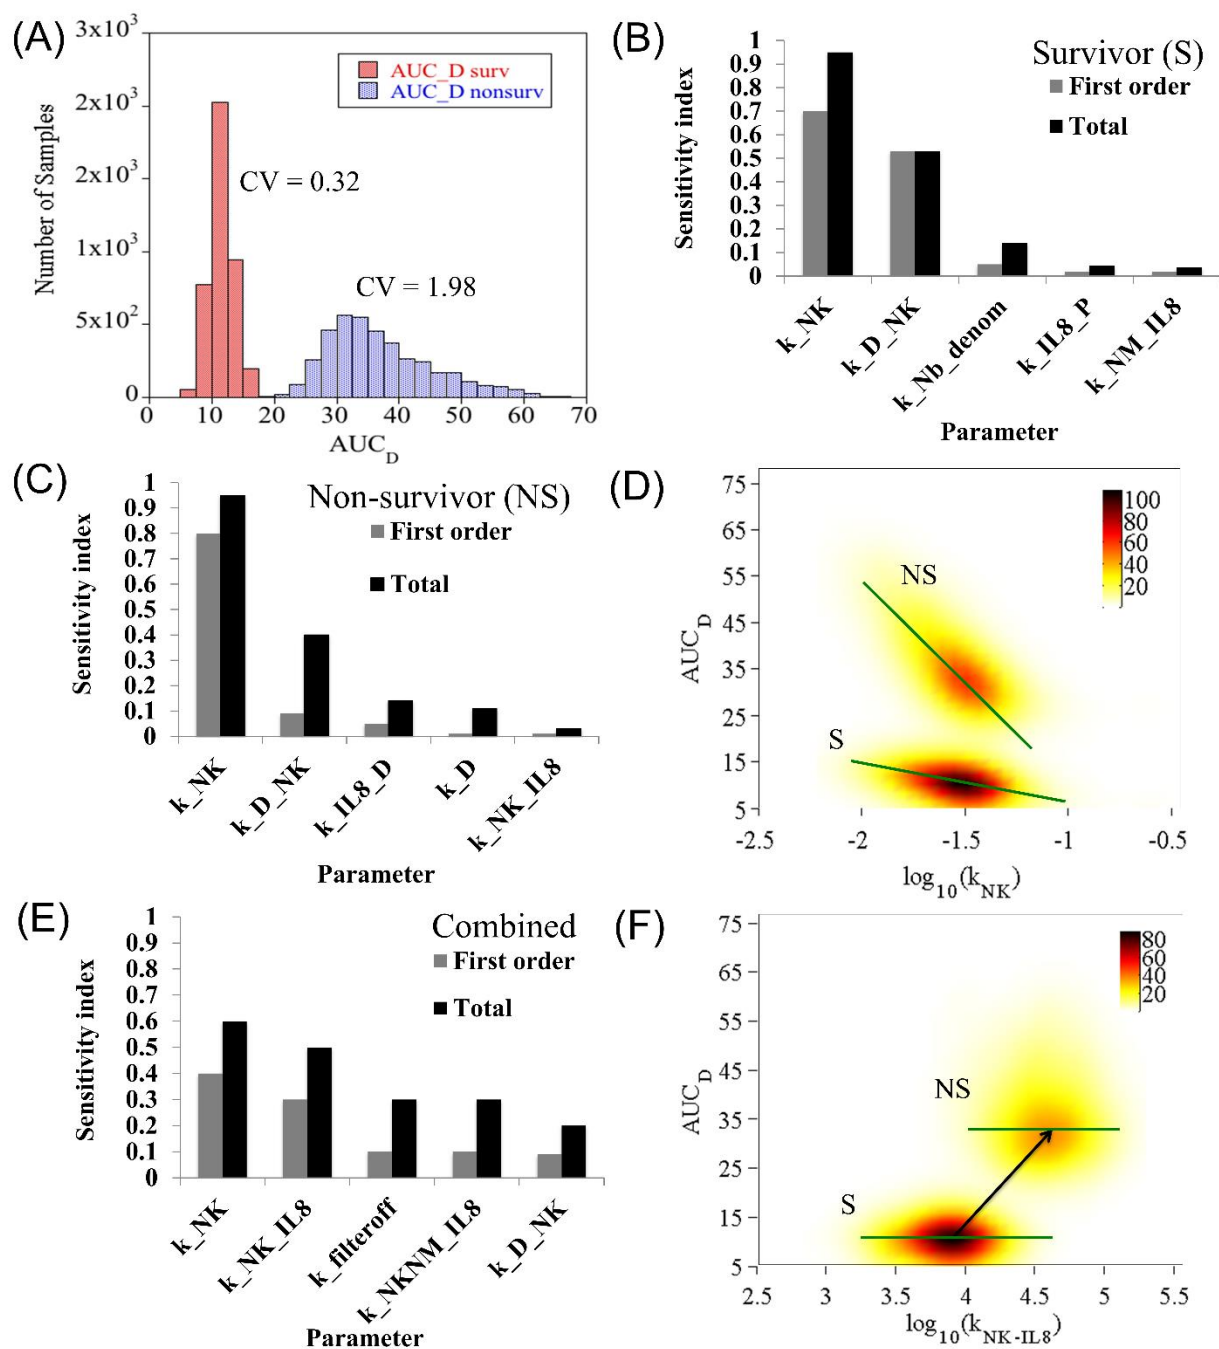 (A)
3x10³
2x10³
2x10³
1x10³
5x10²
0
Number of Samples
AUC_D surv
AUC_D nonsurv
CV = 0.32
CV = 1.98
0 10 20 30 40 50 60 70
AUC_D
(B)
Survivor (S)
First order
Total
1
0.9
0.8
0.7
0.6
0.5
0.4
0.3
0.2
0.1
0
Sensitivity index
k_NK
k_D_NK
k_Nb_denom
k_IL8_P
k_NM_IL8
Parameter
(C)
Non-survivor (NS)
First order
Total
1
0.9
0.8
0.7
0.6
0.5
0.4
0.3
0.2
0.1
0
Sensitivity index
k_NK
k_D_NK
k_IL8_D
k_D
k_NK_IL8
Parameter
(D)
75
65
55
45
35
25
15
5
AUC_D
NS
S
100
80
60
40
20
-2.5 -2 -1.5 -1 -0.5
log₁₀(k_NK)
(E)
Combined
First order
Total
1
0.9
0.8
0.7
0.6
0.5
0.4
0.3
0.2
0.1
0
Sensitivity index
k_NK
k_NK_IL8
k_filteroff
k_NKNM_IL8
k_D_NK
Parameter
(F)
75
65
55
45
35
25
15
5
AUC_D
NS
S
80
60
40
20
2.5 3 3.5 4 4.5 5 5.5
log₁₀(k_NK-IL8)